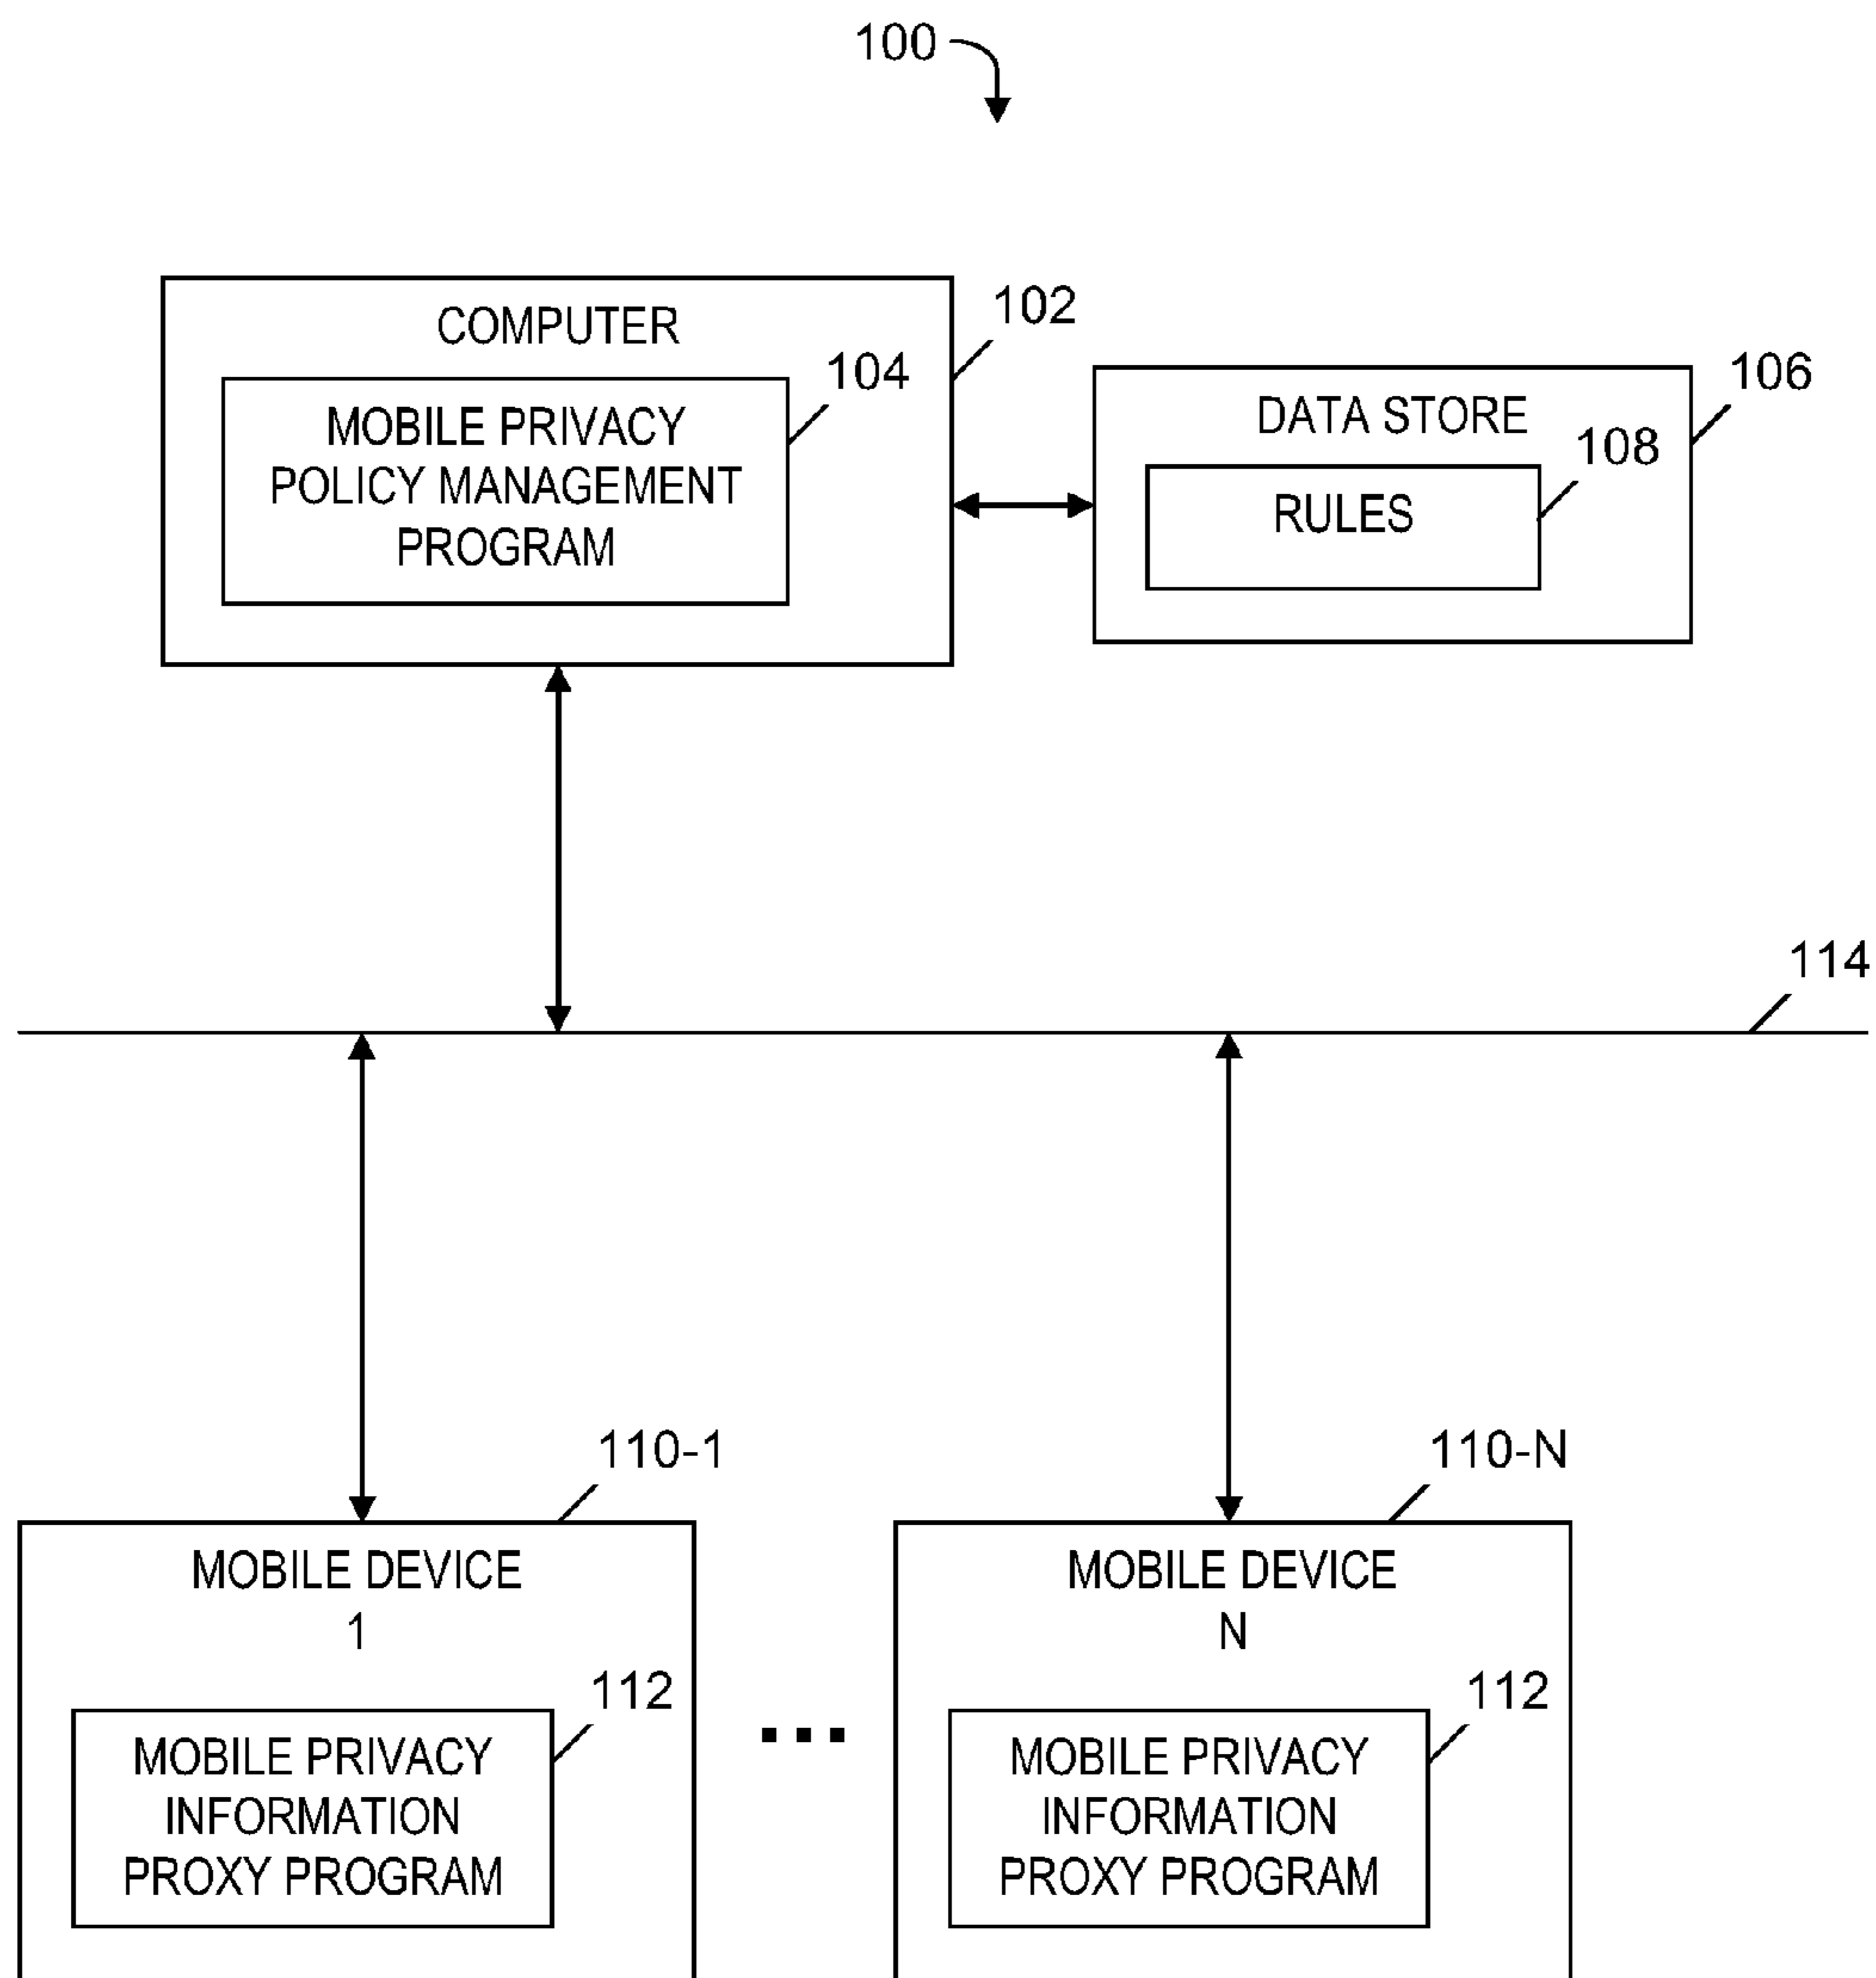 100
COMPUTER
102
104
MOBILE PRIVACY
POLICY MANAGEMENT
PROGRAM
DATA STORE
106
108
RULES
114
110-1
110-N
MOBILE DEVICE
1
MOBILE DEVICE
N
112
MOBILE PRIVACY
INFORMATION
PROXY PROGRAM
112
MOBILE PRIVACY
INFORMATION
PROXY PROGRAM